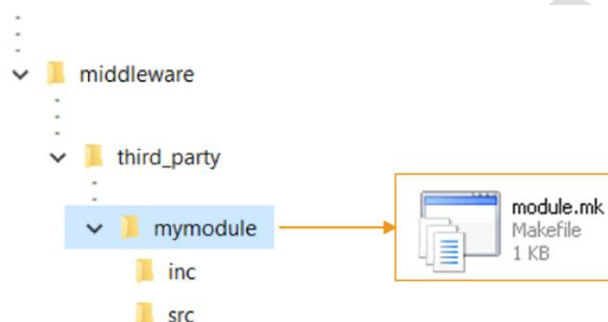 middleware
third_party
mymodule
module.mk
Makefile
1 KB
inc
src